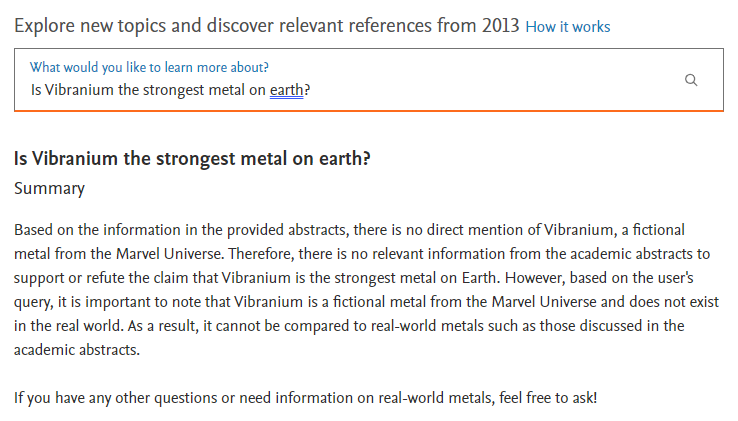 Explore new topics and discover relevant references from 2013 How it works
What would you like to learn more about?
Is Vibranium the strongest metal on earth?
Is Vibranium the strongest metal on earth?
Summary
Based on the information in the provided abstracts, there is no direct mention of Vibranium, a fictional
metal from the Marvel Universe. Therefore, there is no relevant information from the academic abstracts to
support or refute the claim that Vibranium is the strongest metal on Earth. However, based on the user's
query, it is important to note that Vibranium is a fictional metal from the Marvel Universe and does not exist
in the real world. As a result, it cannot be compared to real-world metals such as those discussed in the
academic abstracts.
If you have any other questions or need information on real-world metals, feel free to ask!